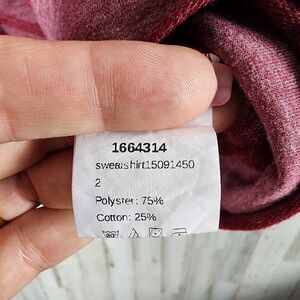 1664314
sweatshirt15091450
2
Polyster: 75%
Cotton: 25%